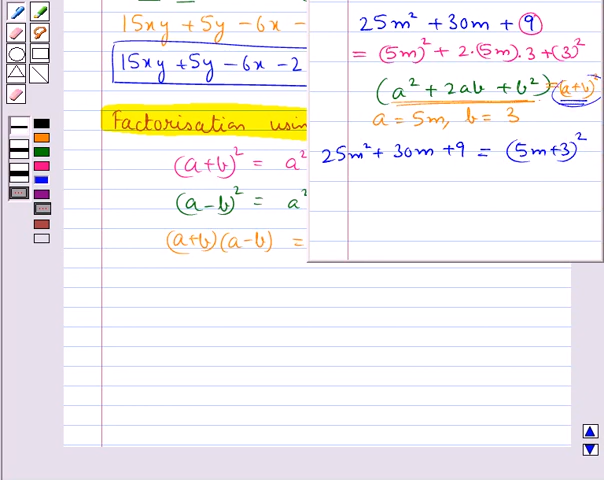 15xy + 5y − 6x −
15xy + 5y − 6x − 2
Factorisation usin
(a+b)² = a²
(a−b)² = a²
(a+b)(a−b) =
25m² + 30m + 9
= (5m)² + 2·(5m)·3 + (3)²
(a² + 2ab + b²) = (a+b)²
a = 5m, b = 3
25m² + 30m + 9 = (5m+3)²